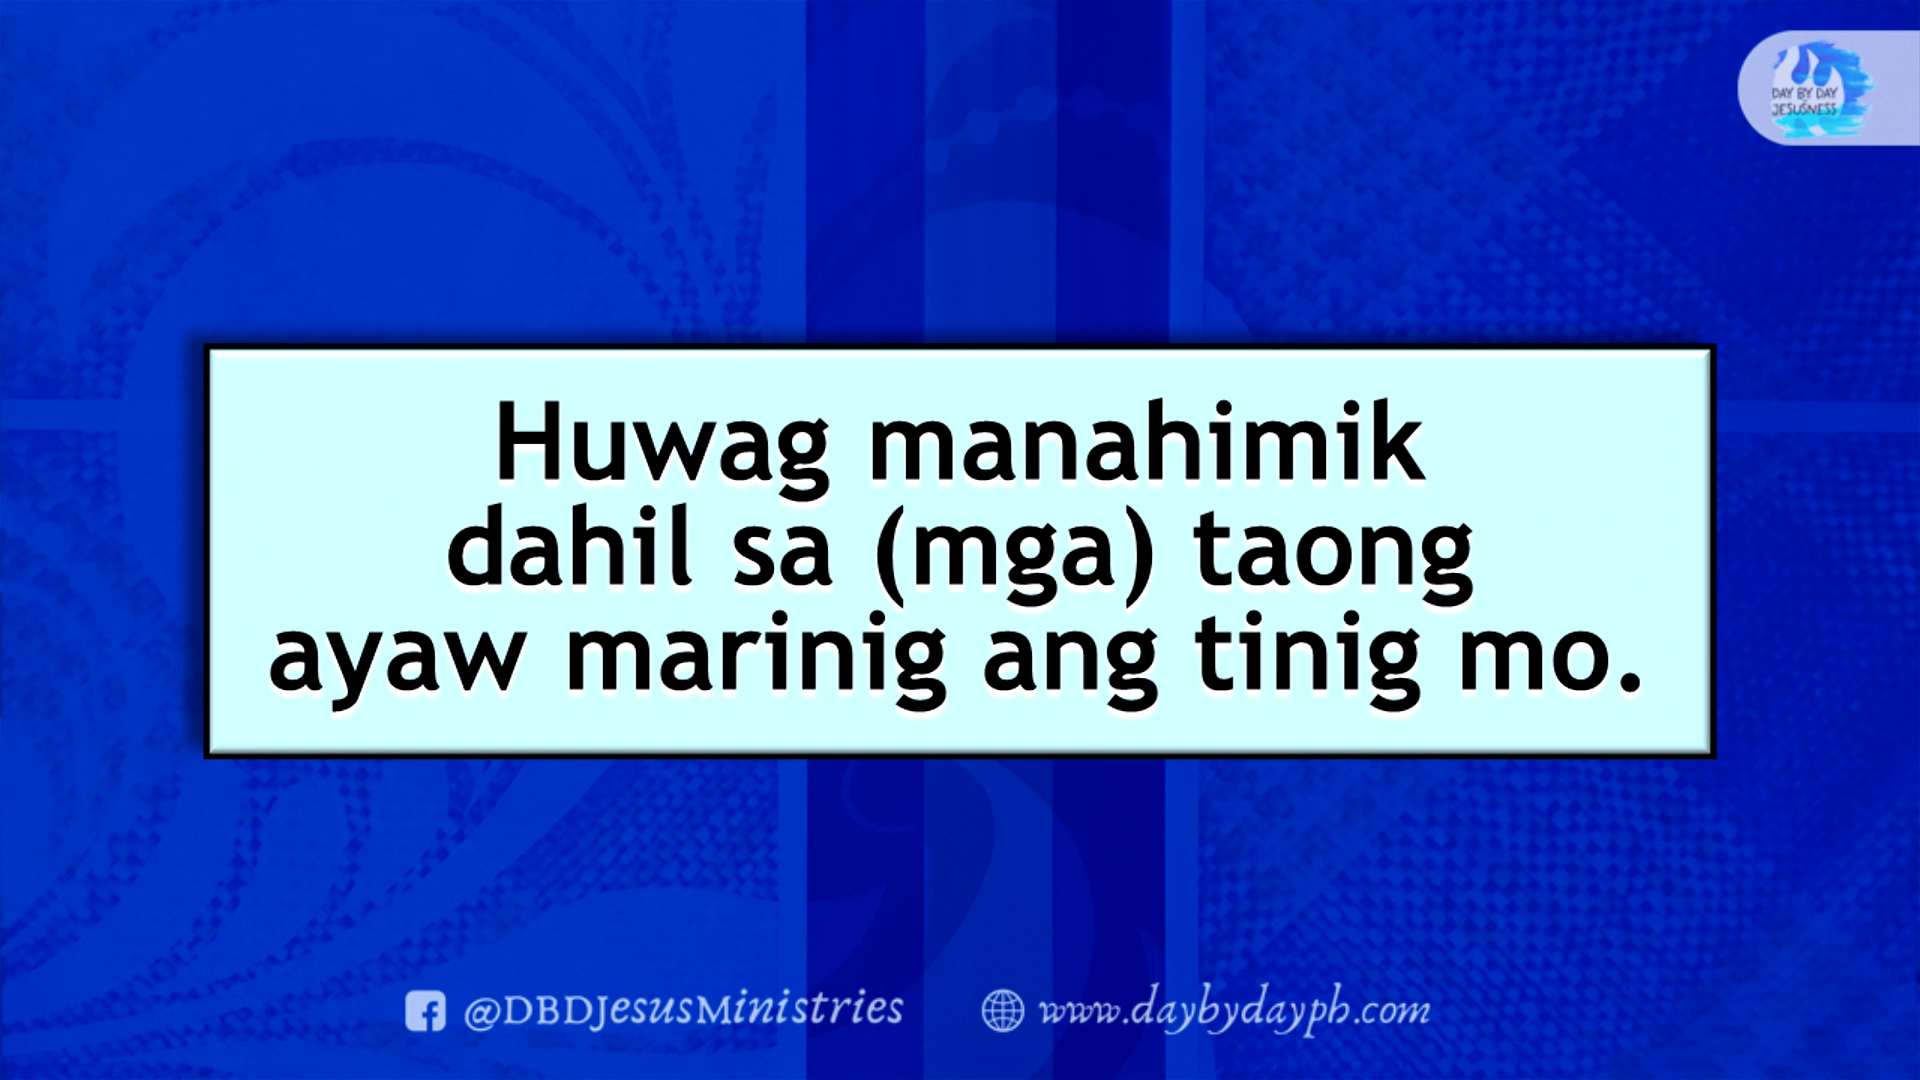 DAY BY DAY
JESUSNESS
Huwag manahimik
dahil sa (mga) taong
ayaw marinig ang tinig mo.
@DBDJesusMinistries
www.daybydayph.com